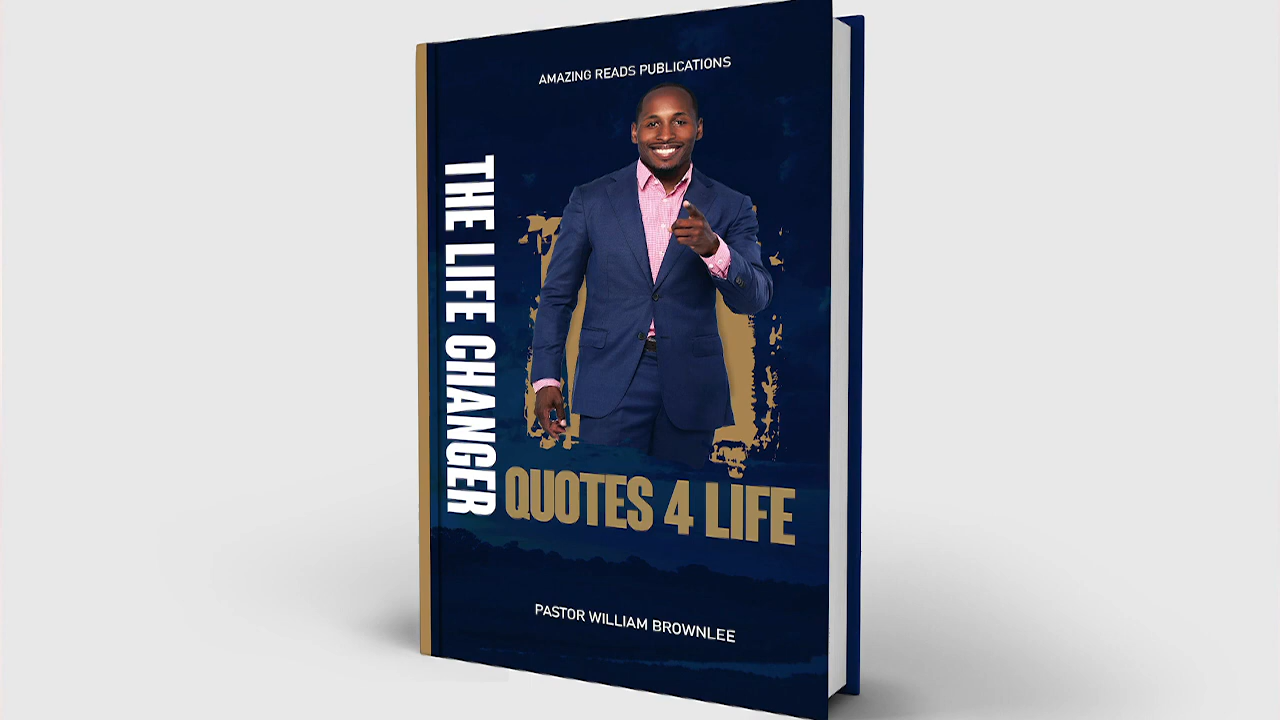 AMAZING READS PUBLICATIONS
THE LIFE CHANGER
QUOTES 4 LIFE
PASTOR WILLIAM BROWNLEE